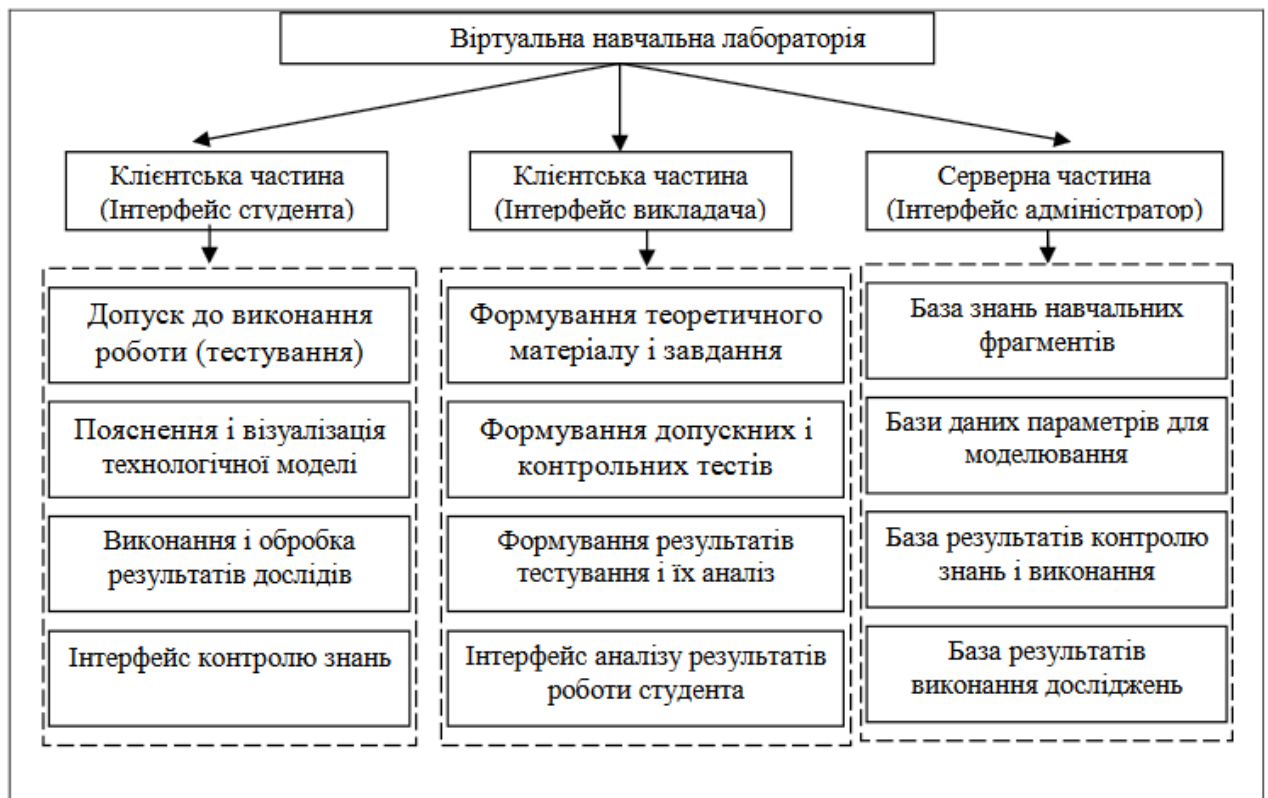 Віртуальна навчальна лабораторія
Клієнтська частина
(Інтерфейс студента)
Клієнтська частина
(Інтерфейс викладача)
Серверна частина
(Інтерфейс адміністратор)
Допуск до виконання
роботи (тестування)
Пояснення і візуалізація
технологічної моделі
Виконання і обробка
результатів дослідів
Інтерфейс контролю знань
Формування теоретичного
матеріалу і завдання
Формування допускних і
контрольних тестів
Формування результатів
тестування і їх аналіз
Інтерфейс аналізу результатів
роботи студента
База знань навчальних
фрагментів
Бази даних параметрів для
моделювання
База результатів контролю
знань і виконання
База результатів
виконання досліджень